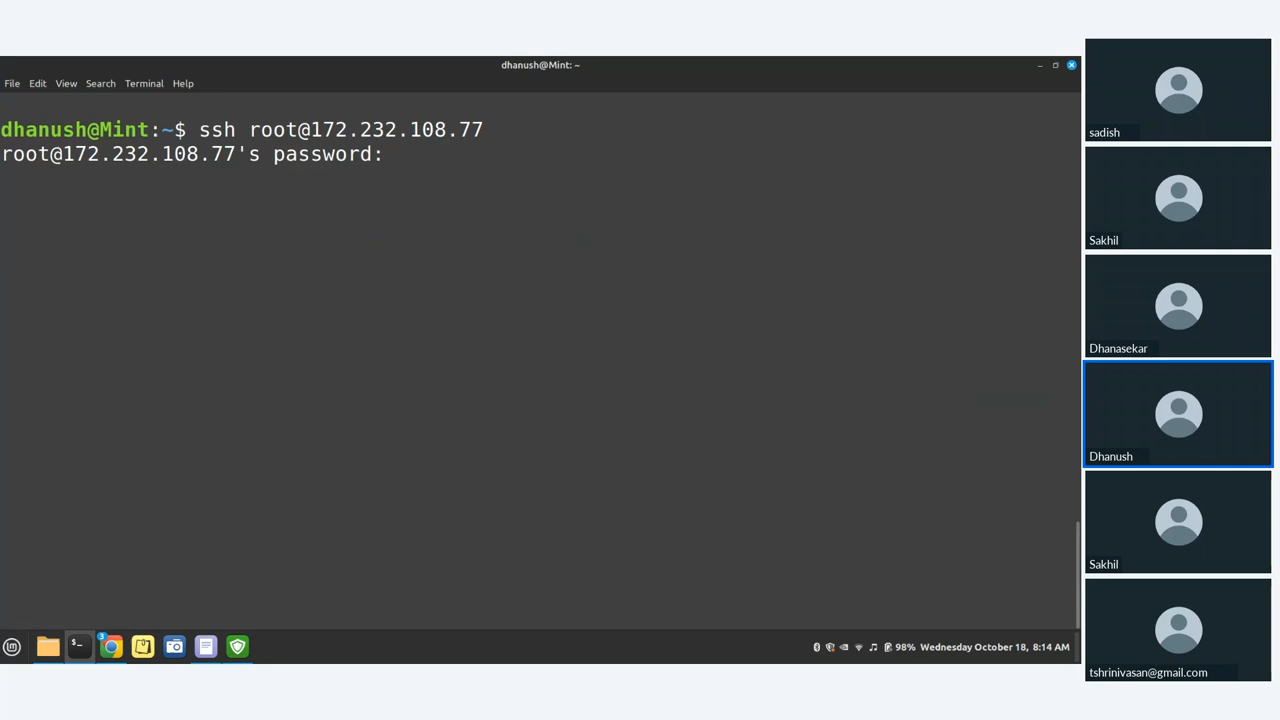 dhanush@Mint: ~
File Edit View Search Terminal Help
dhanush@Mint:~$ ssh root@172.232.108.77
root@172.232.108.77's password:
3
98% Wednesday October 18, 8:14 AM
sadish
Sakhil
Dhanasekar
Dhanush
Sakhil
tshrinivasan@gmail.com